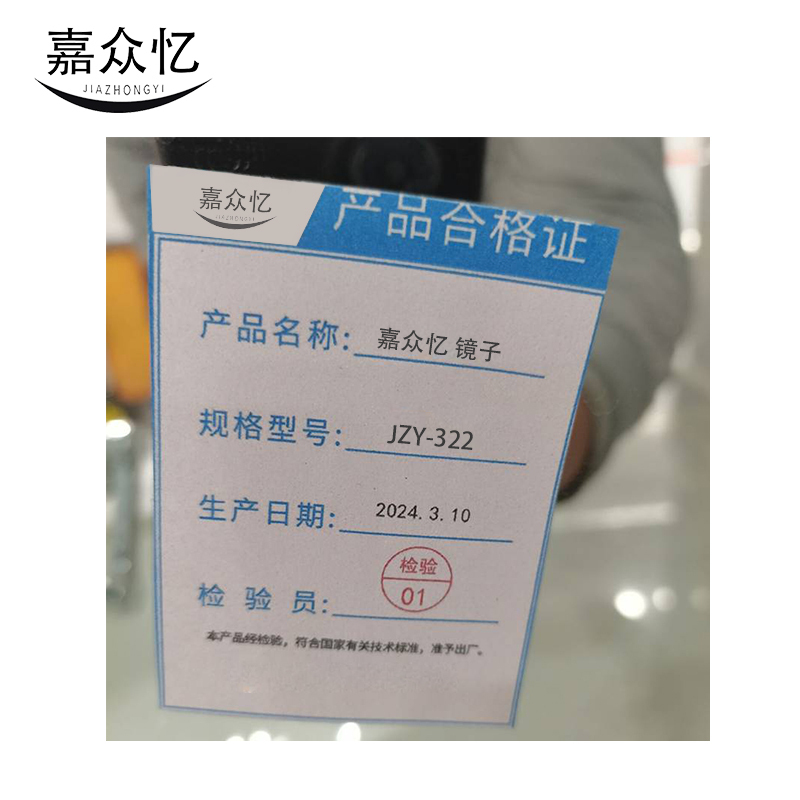 嘉众忆
JIAZHONGYI
嘉众忆
JIAZHONGYI
产品合格证
产品名称: 嘉众忆 镜子
规格型号: JZY-322
生产日期: 2024.3.10
检验员: 检验 01
本产品经检验，符合国家有关技术标准，准予出厂。